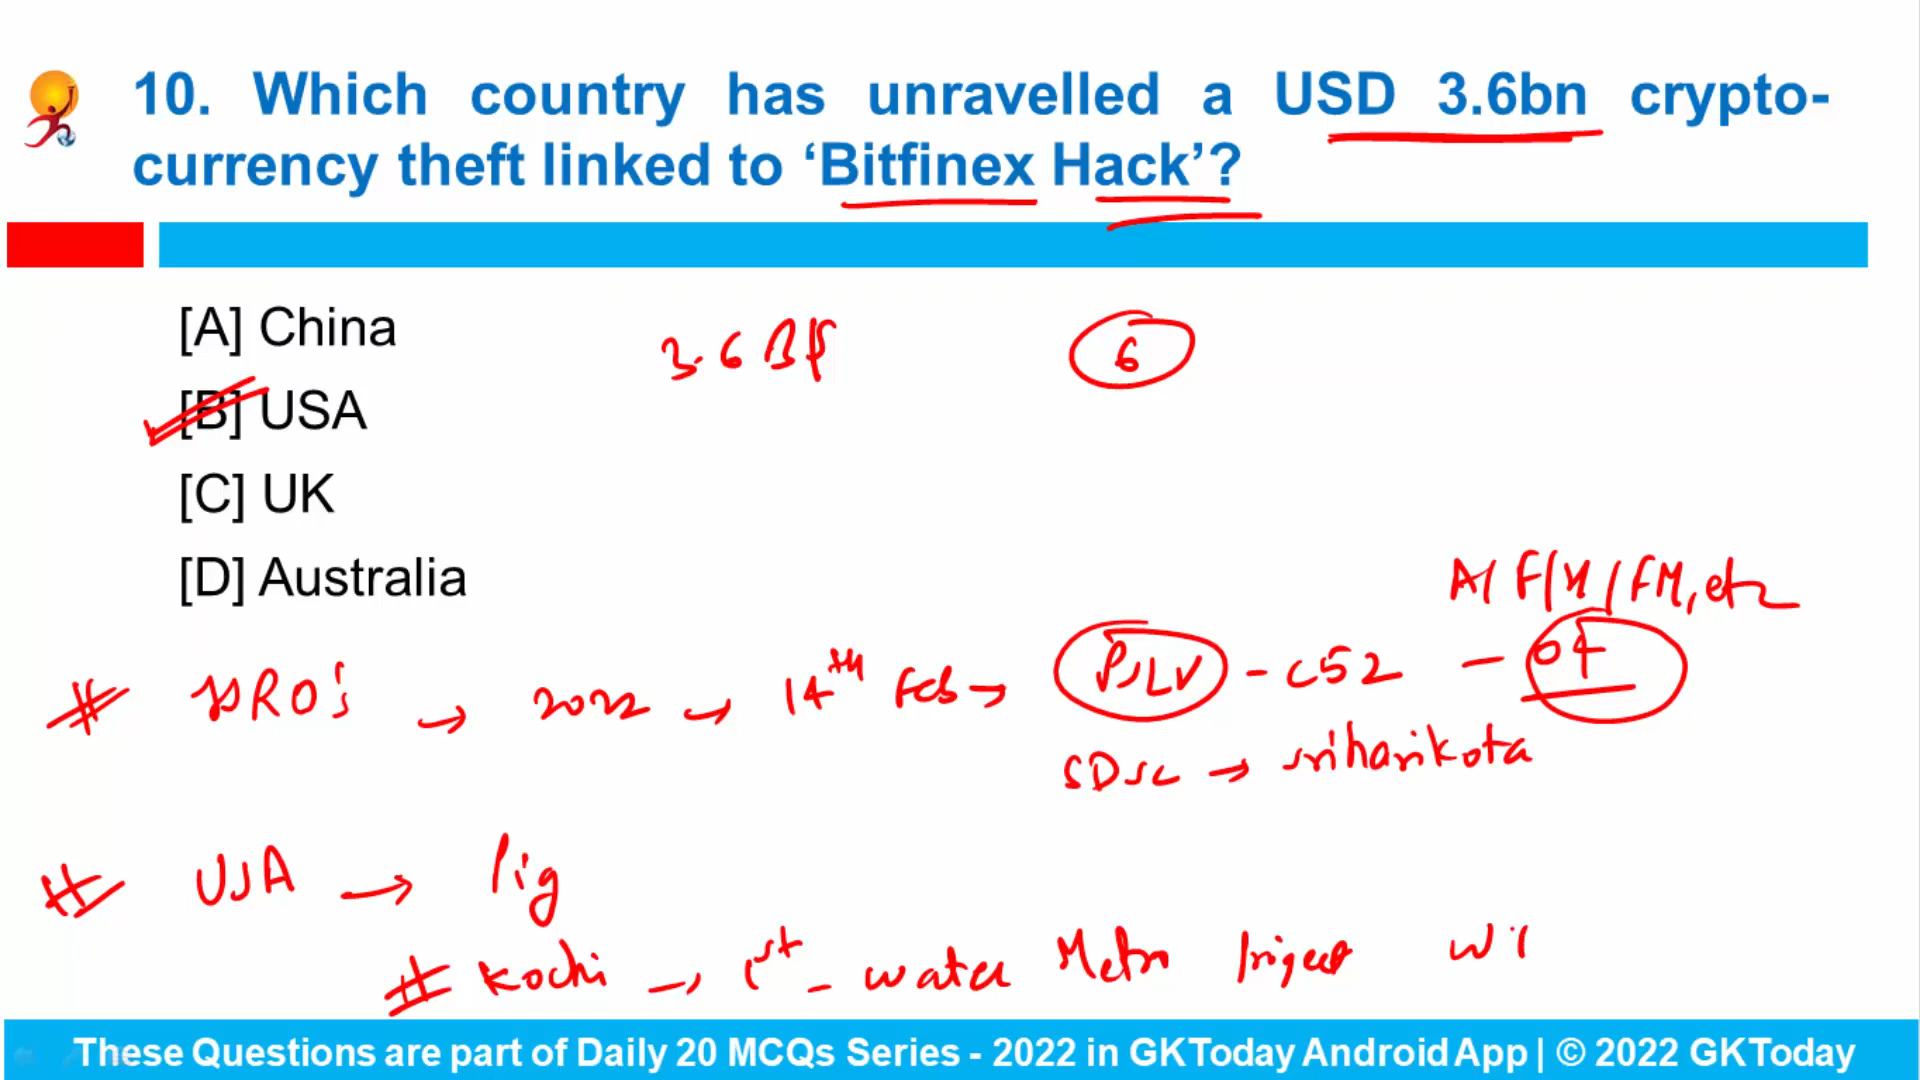 10. Which country has unravelled a USD 3.6bn crypto-
currency theft linked to ‘Bitfinex Hack’?
[A] China
3.6 B
6
[B] USA
[C] UK
[D] Australia
A/ F/H/FM, etc
# ISRO's → 2022 → 14th Feb → PSLV - C52 - 04
SDSC → sriharikota
# USA → Pig
# Kochi → 1st - water Metro Project
These Questions are part of Daily 20 MCQs Series - 2022 in GKToday Android App | © 2022 GKToday